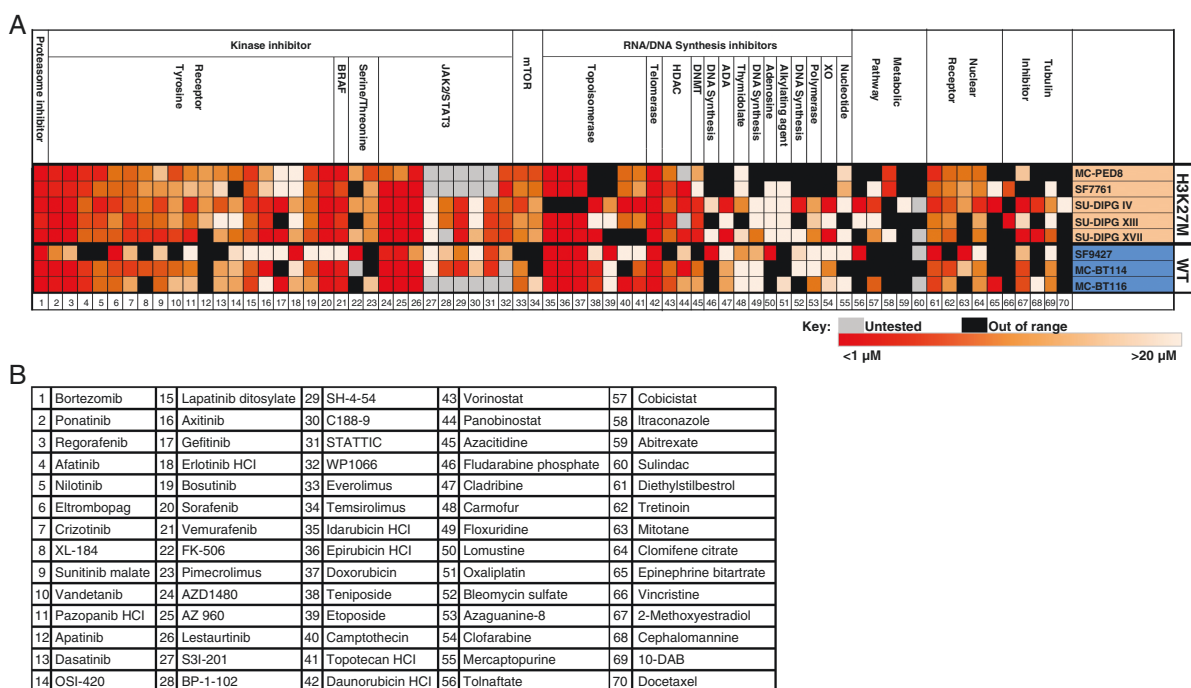 A
Proteasome inhibitor
Kinase inhibitor
Receptor
Tyrosine
BRAF
Serine/Threonine
JAK2/STAT3
mTOR
RNA/DNA Synthesis inhibitors
Topoisomerase
Telomerase
HDAC
DNMT
DNA Synthesis
ADA
Thymidolate
DNA Synthesis
Adenosine
Alkylating agent
DNA Synthesis
Polymerase
XO
Nucleotide
Metabolic
Pathway
Nuclear
Receptor
Tubulin
Inhibitor
MC-PED8
SF7761
SU-DIPG IV
SU-DIPG XIII
SU-DIPG XVII
H3K27M
SF9427
MC-BT114
MC-BT116
WT
1 2 3 4 5 6 7 8 9 10 11 12 13 14 15 16 17 18 19 20 21 22 23 24 25 26 27 28 29 30 31 32 33 34 35 36 37 38 39 40 41 42 43 44 45 46 47 48 49 50 51 52 53 54 55 56 57 58 59 60 61 62 63 64 65 66 67 68 69 70
Key: Untested Out of range
<1 µM >20 µM
B
1 Bortezomib 15 Lapatinib ditosylate 29 SH-4-54 43 Vorinostat 57 Cobicistat
2 Ponatinib 16 Axitinib 30 C188-9 44 Panobinostat 58 Itraconazole
3 Regorafenib 17 Gefitinib 31 STATTIC 45 Azacitidine 59 Abitrexate
4 Afatinib 18 Erlotinib HCI 32 WP1066 46 Fludarabine phosphate 60 Sulindac
5 Nilotinib 19 Bosutinib 33 Everolimus 47 Cladribine 61 Diethylstilbestrol
6 Eltrombopag 20 Sorafenib 34 Temsirolimus 48 Carmofur 62 Tretinoin
7 Crizotinib 21 Vemurafenib 35 Idarubicin HCI 49 Floxuridine 63 Mitotane
8 XL-184 22 FK-506 36 Epirubicin HCI 50 Lomustine 64 Clomifene citrate
9 Sunitinib malate 23 Pimecrolimus 37 Doxorubicin 51 Oxaliplatin 65 Epinephrine bitartrate
10 Vandetanib 24 AZD1480 38 Teniposide 52 Bleomycin sulfate 66 Vincristine
11 Pazopanib HCI 25 AZ 960 39 Etoposide 53 Azaguanine-8 67 2-Methoxyestradiol
12 Apatinib 26 Lestaurtinib 40 Camptothecin 54 Clofarabine 68 Cephalomannine
13 Dasatinib 27 S3I-201 41 Topotecan HCI 55 Mercaptopurine 69 10-DAB
14 OSI-420 28 BP-1-102 42 Daunorubicin HCI 56 Tolnaftate 70 Docetaxel